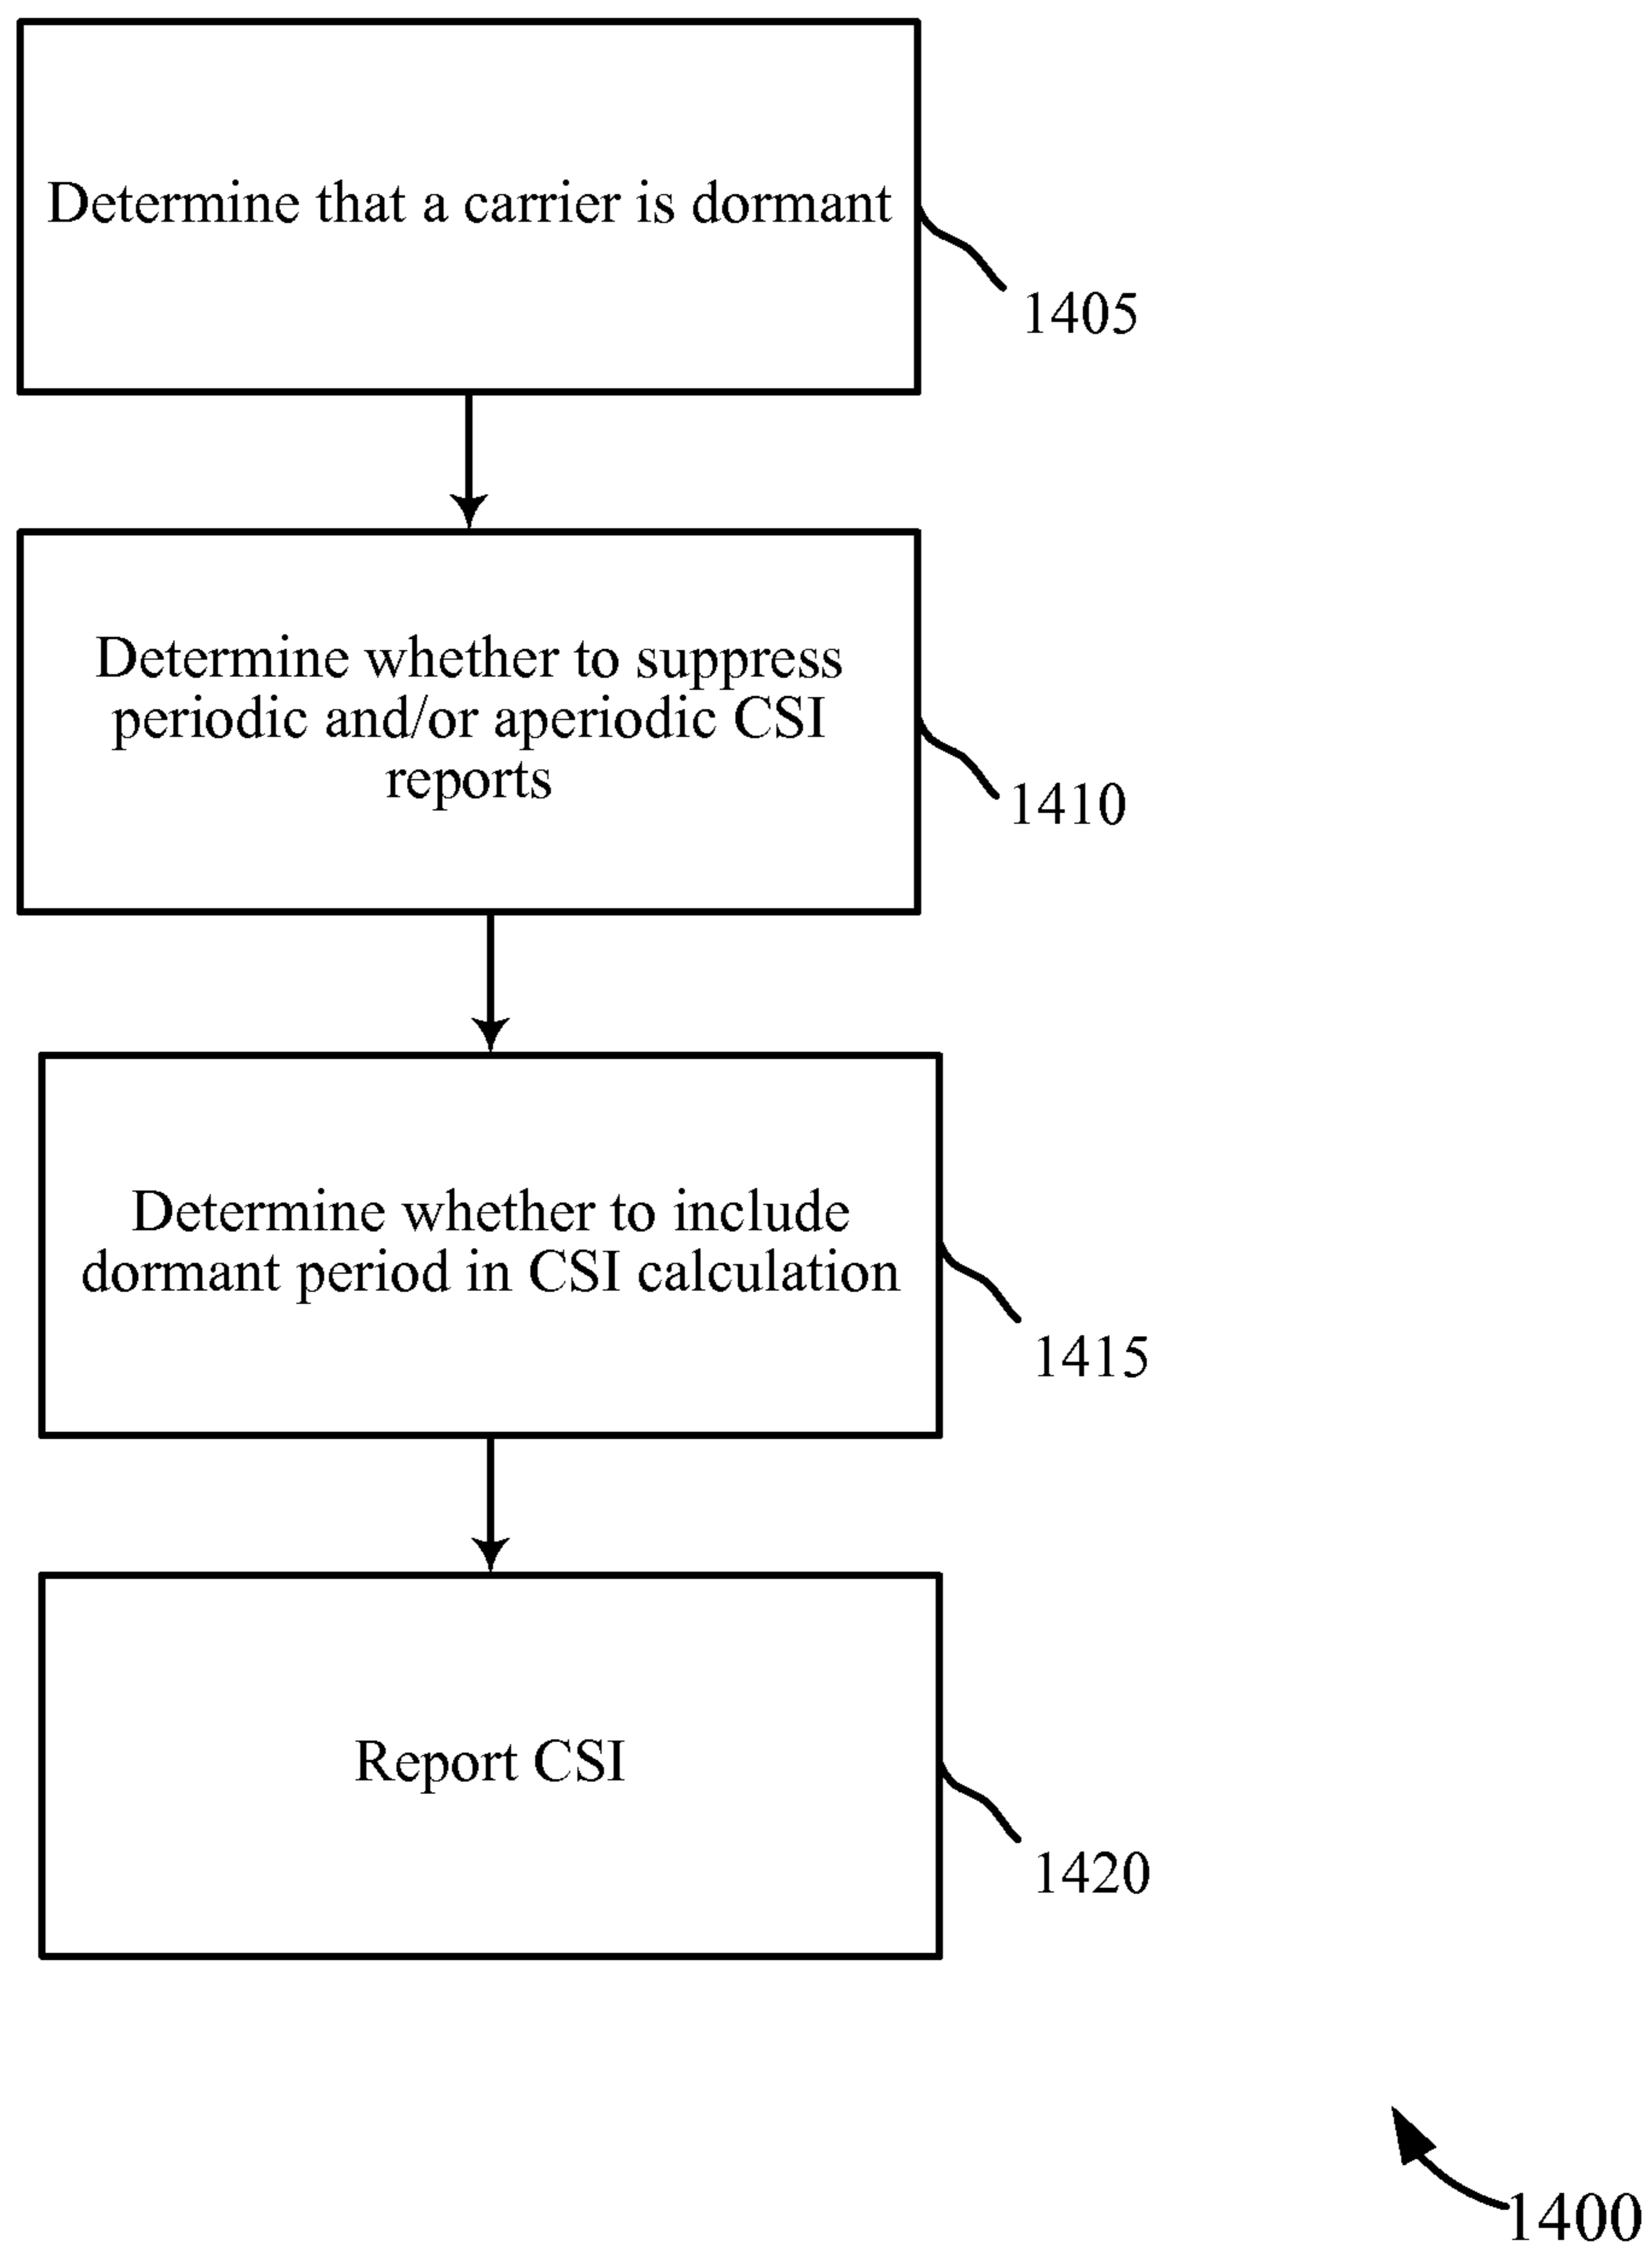 Determine that a carrier is dormant
1405
Determine whether to suppress
periodic and/or aperiodic CSI
reports
1410
Determine whether to include
dormant period in CSI calculation
1415
Report CSI
1420
1400